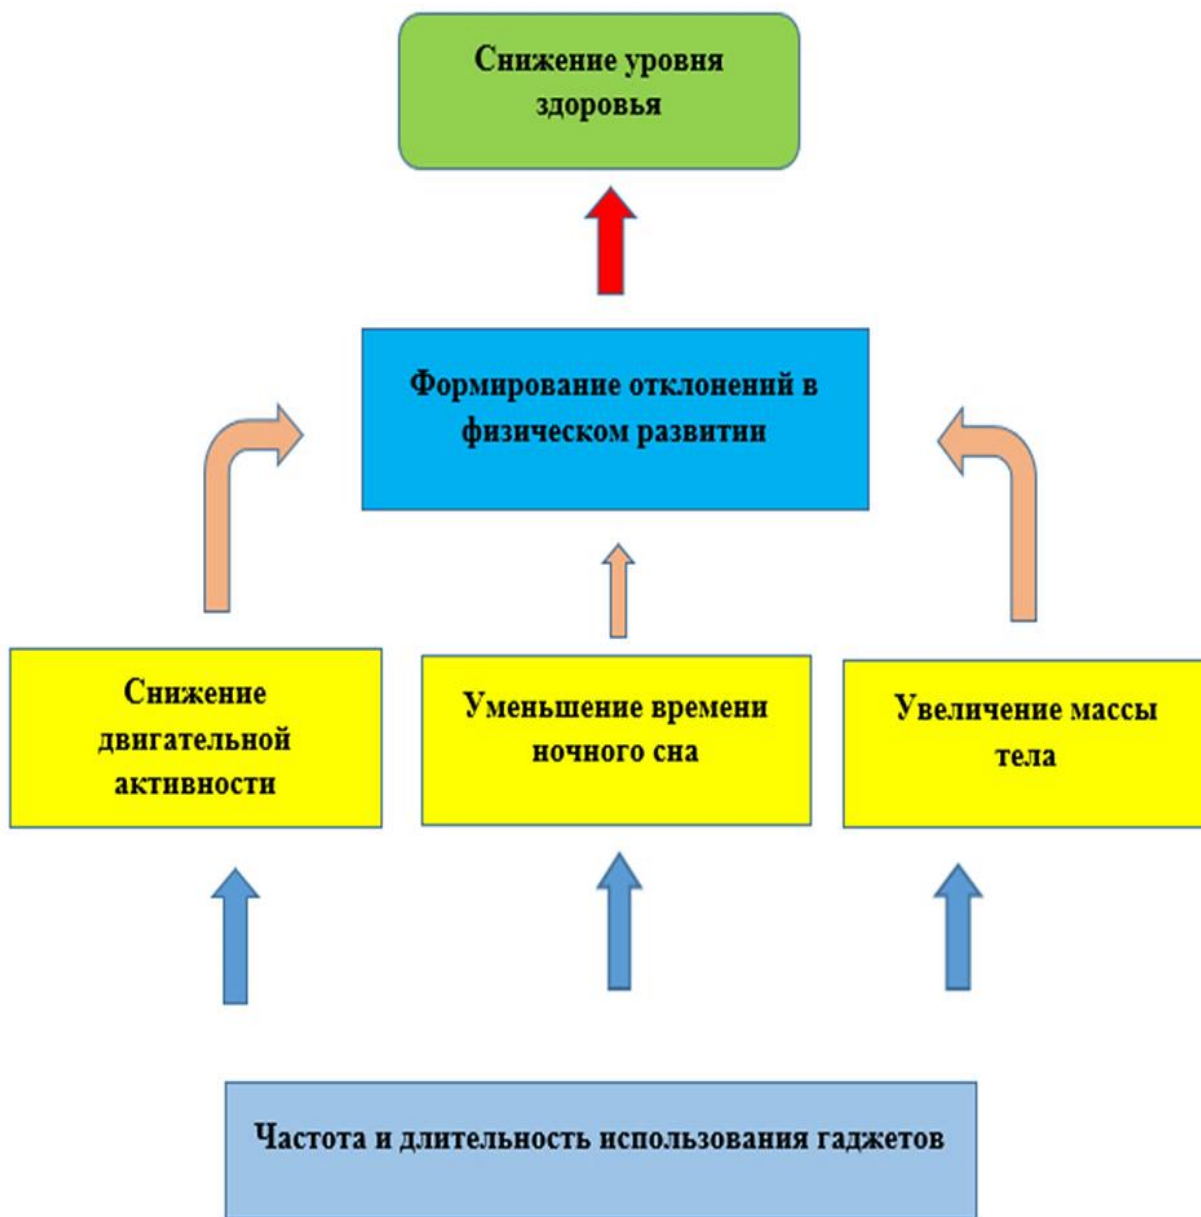 Снижение уровня
здоровья
Формирование отклонений в
физическом развитии
Снижение
двигательной
активности
Уменьшение времени
ночного сна
Увеличение массы
тела
Частота и длительность использования гаджетов